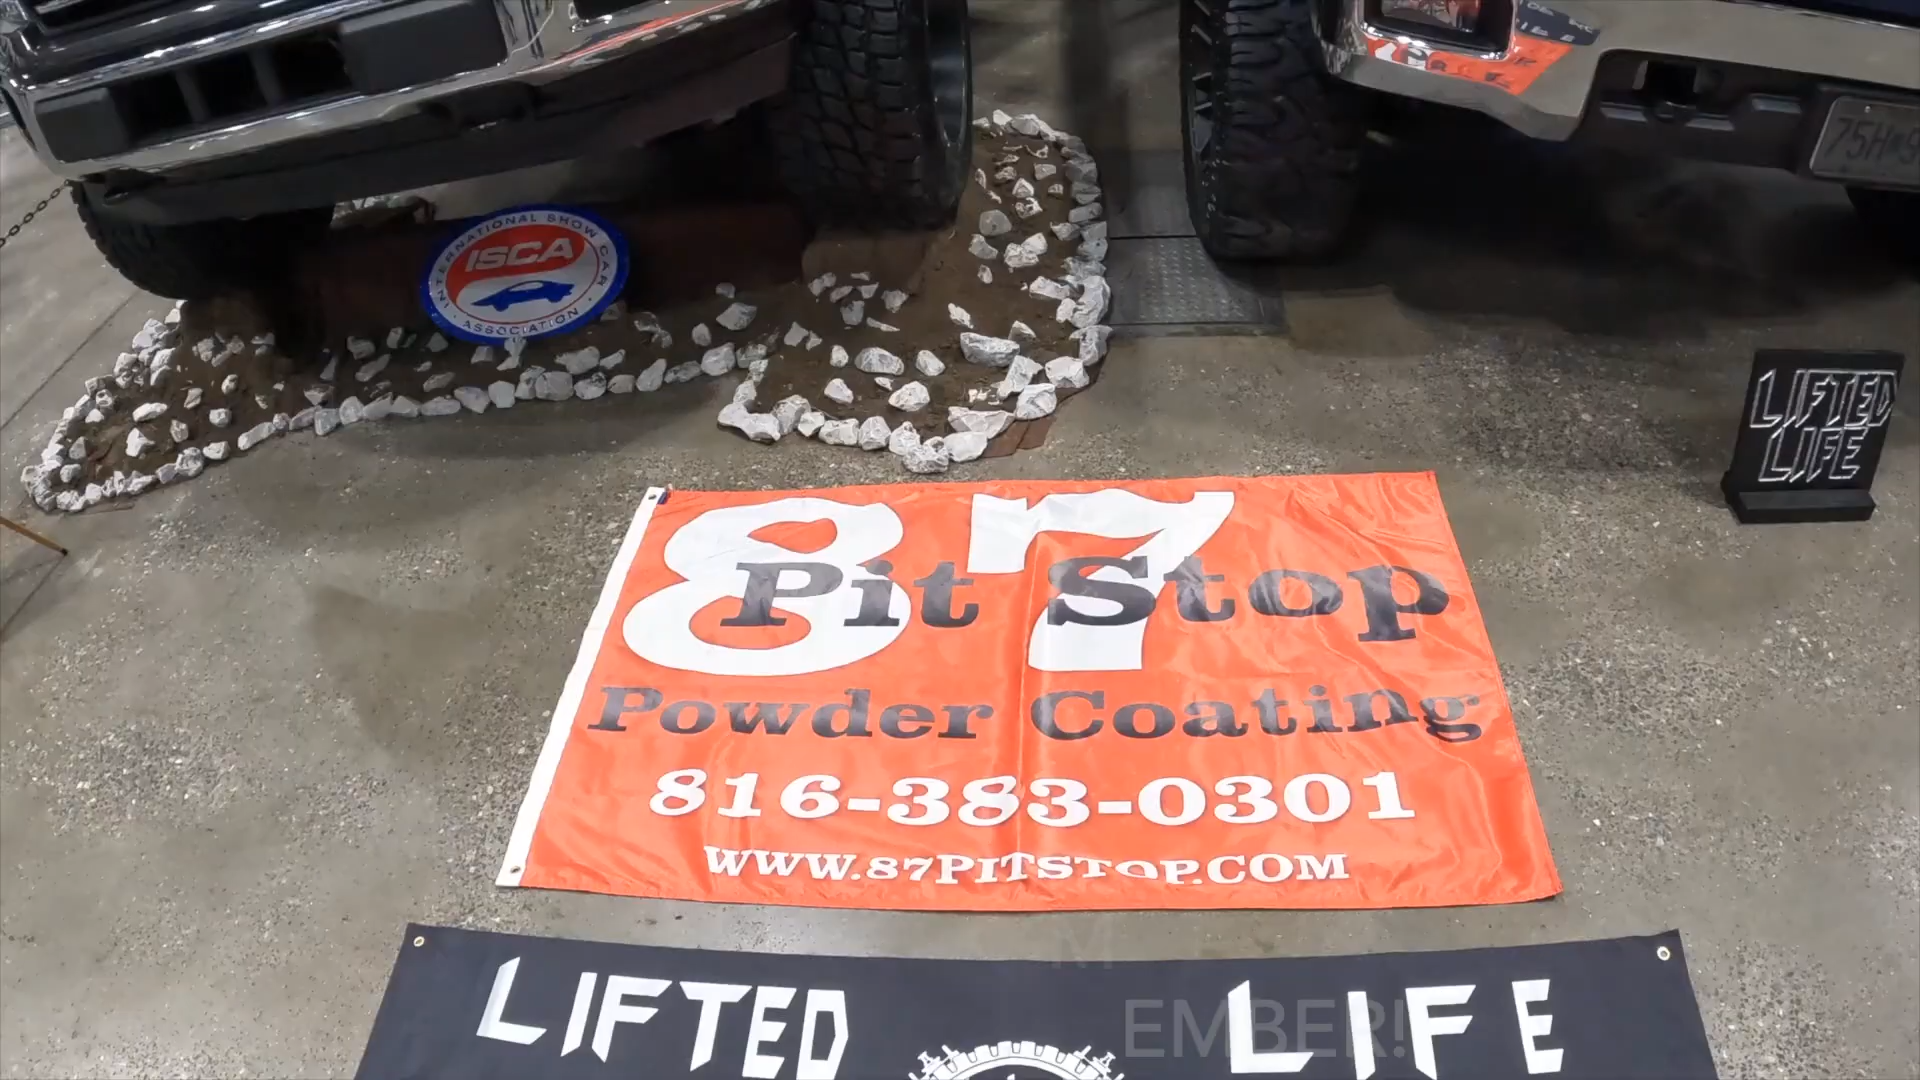 INTERNATIONAL SHOW CAR
ISCA
ASSOCIATION
LIFTED
LIFE
87
Pit Stop
Powder Coating
816-383-0301
WWW.87PITSTOP.COM
LIFTED LIFE
EMBER!